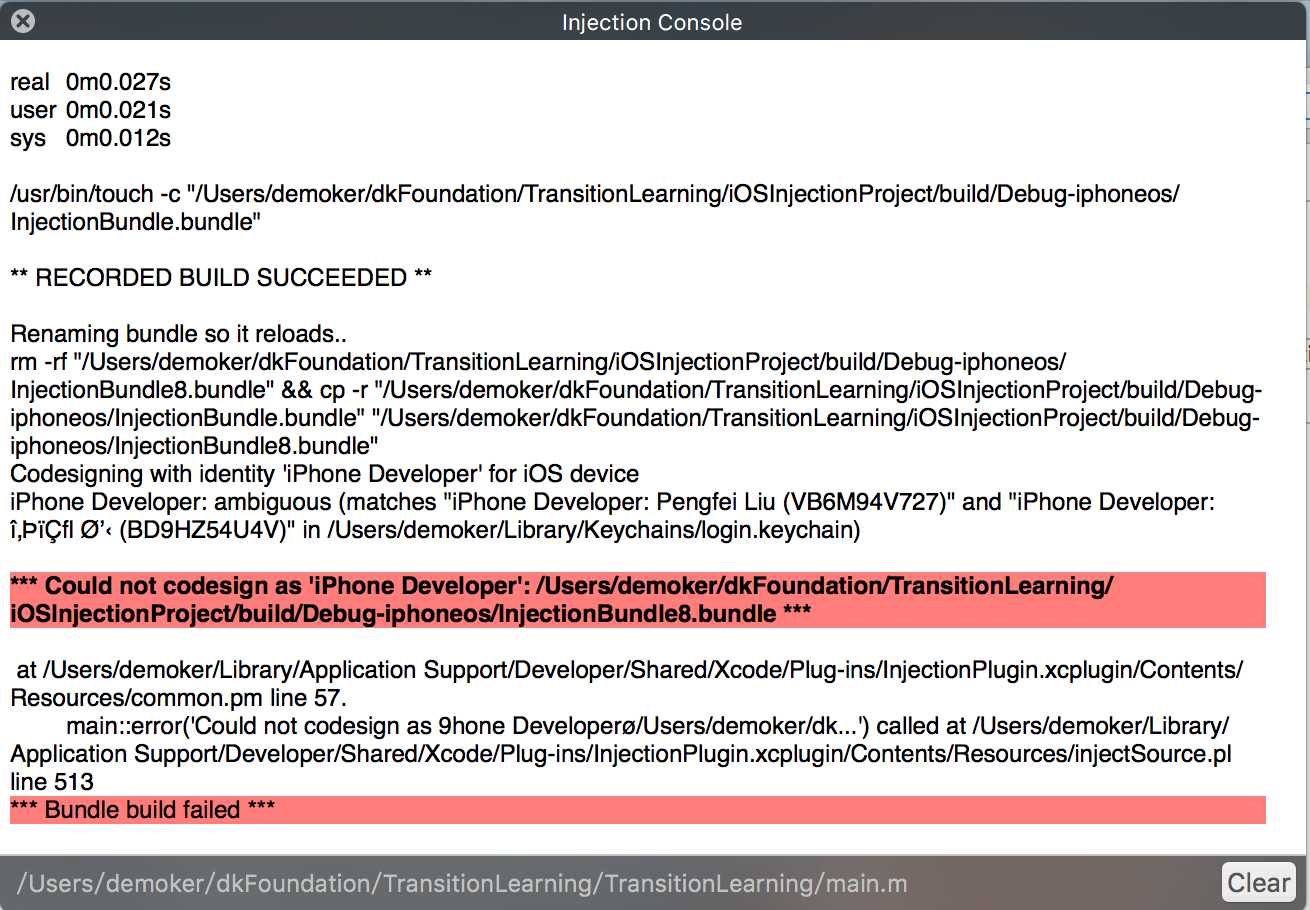 Injection Console
real 0m0.027s
user 0m0.021s
sys 0m0.012s
/usr/bin/touch -c "/Users/demoker/dkFoundation/TransitionLearning/iOSInjectionProject/build/Debug-iphoneos/
InjectionBundle.bundle"
** RECORDED BUILD SUCCEEDED **
Renaming bundle so it reloads..
rm -rf "/Users/demoker/dkFoundation/TransitionLearning/iOSInjectionProject/build/Debug-iphoneos/
InjectionBundle8.bundle" && cp -r "/Users/demoker/dkFoundation/TransitionLearning/iOSInjectionProject/build/Debug-
iphoneos/InjectionBundle.bundle" "/Users/demoker/dkFoundation/TransitionLearning/iOSInjectionProject/build/Debug-
iphoneos/InjectionBundle8.bundle"
Codesigning with identity 'iPhone Developer' for iOS device
iPhone Developer: ambiguous (matches "iPhone Developer: Pengfei Liu (VB6M94V727)" and "iPhone Developer:
î‚ÞïÇﬂ Ø’‹ (BD9HZ54U4V)" in /Users/demoker/Library/Keychains/login.keychain)
*** Could not codesign as 'iPhone Developer': /Users/demoker/dkFoundation/TransitionLearning/
iOSInjectionProject/build/Debug-iphoneos/InjectionBundle8.bundle ***
at /Users/demoker/Library/Application Support/Developer/Shared/Xcode/Plug-ins/InjectionPlugin.xcplugin/Contents/
Resources/common.pm line 57.
main::error('Could not codesign as 9hone Developerø/Users/demoker/dk...') called at /Users/demoker/Library/
Application Support/Developer/Shared/Xcode/Plug-ins/InjectionPlugin.xcplugin/Contents/Resources/injectSource.pl
line 513
*** Bundle build failed ***
/Users/demoker/dkFoundation/TransitionLearning/TransitionLearning/main.m
Clear